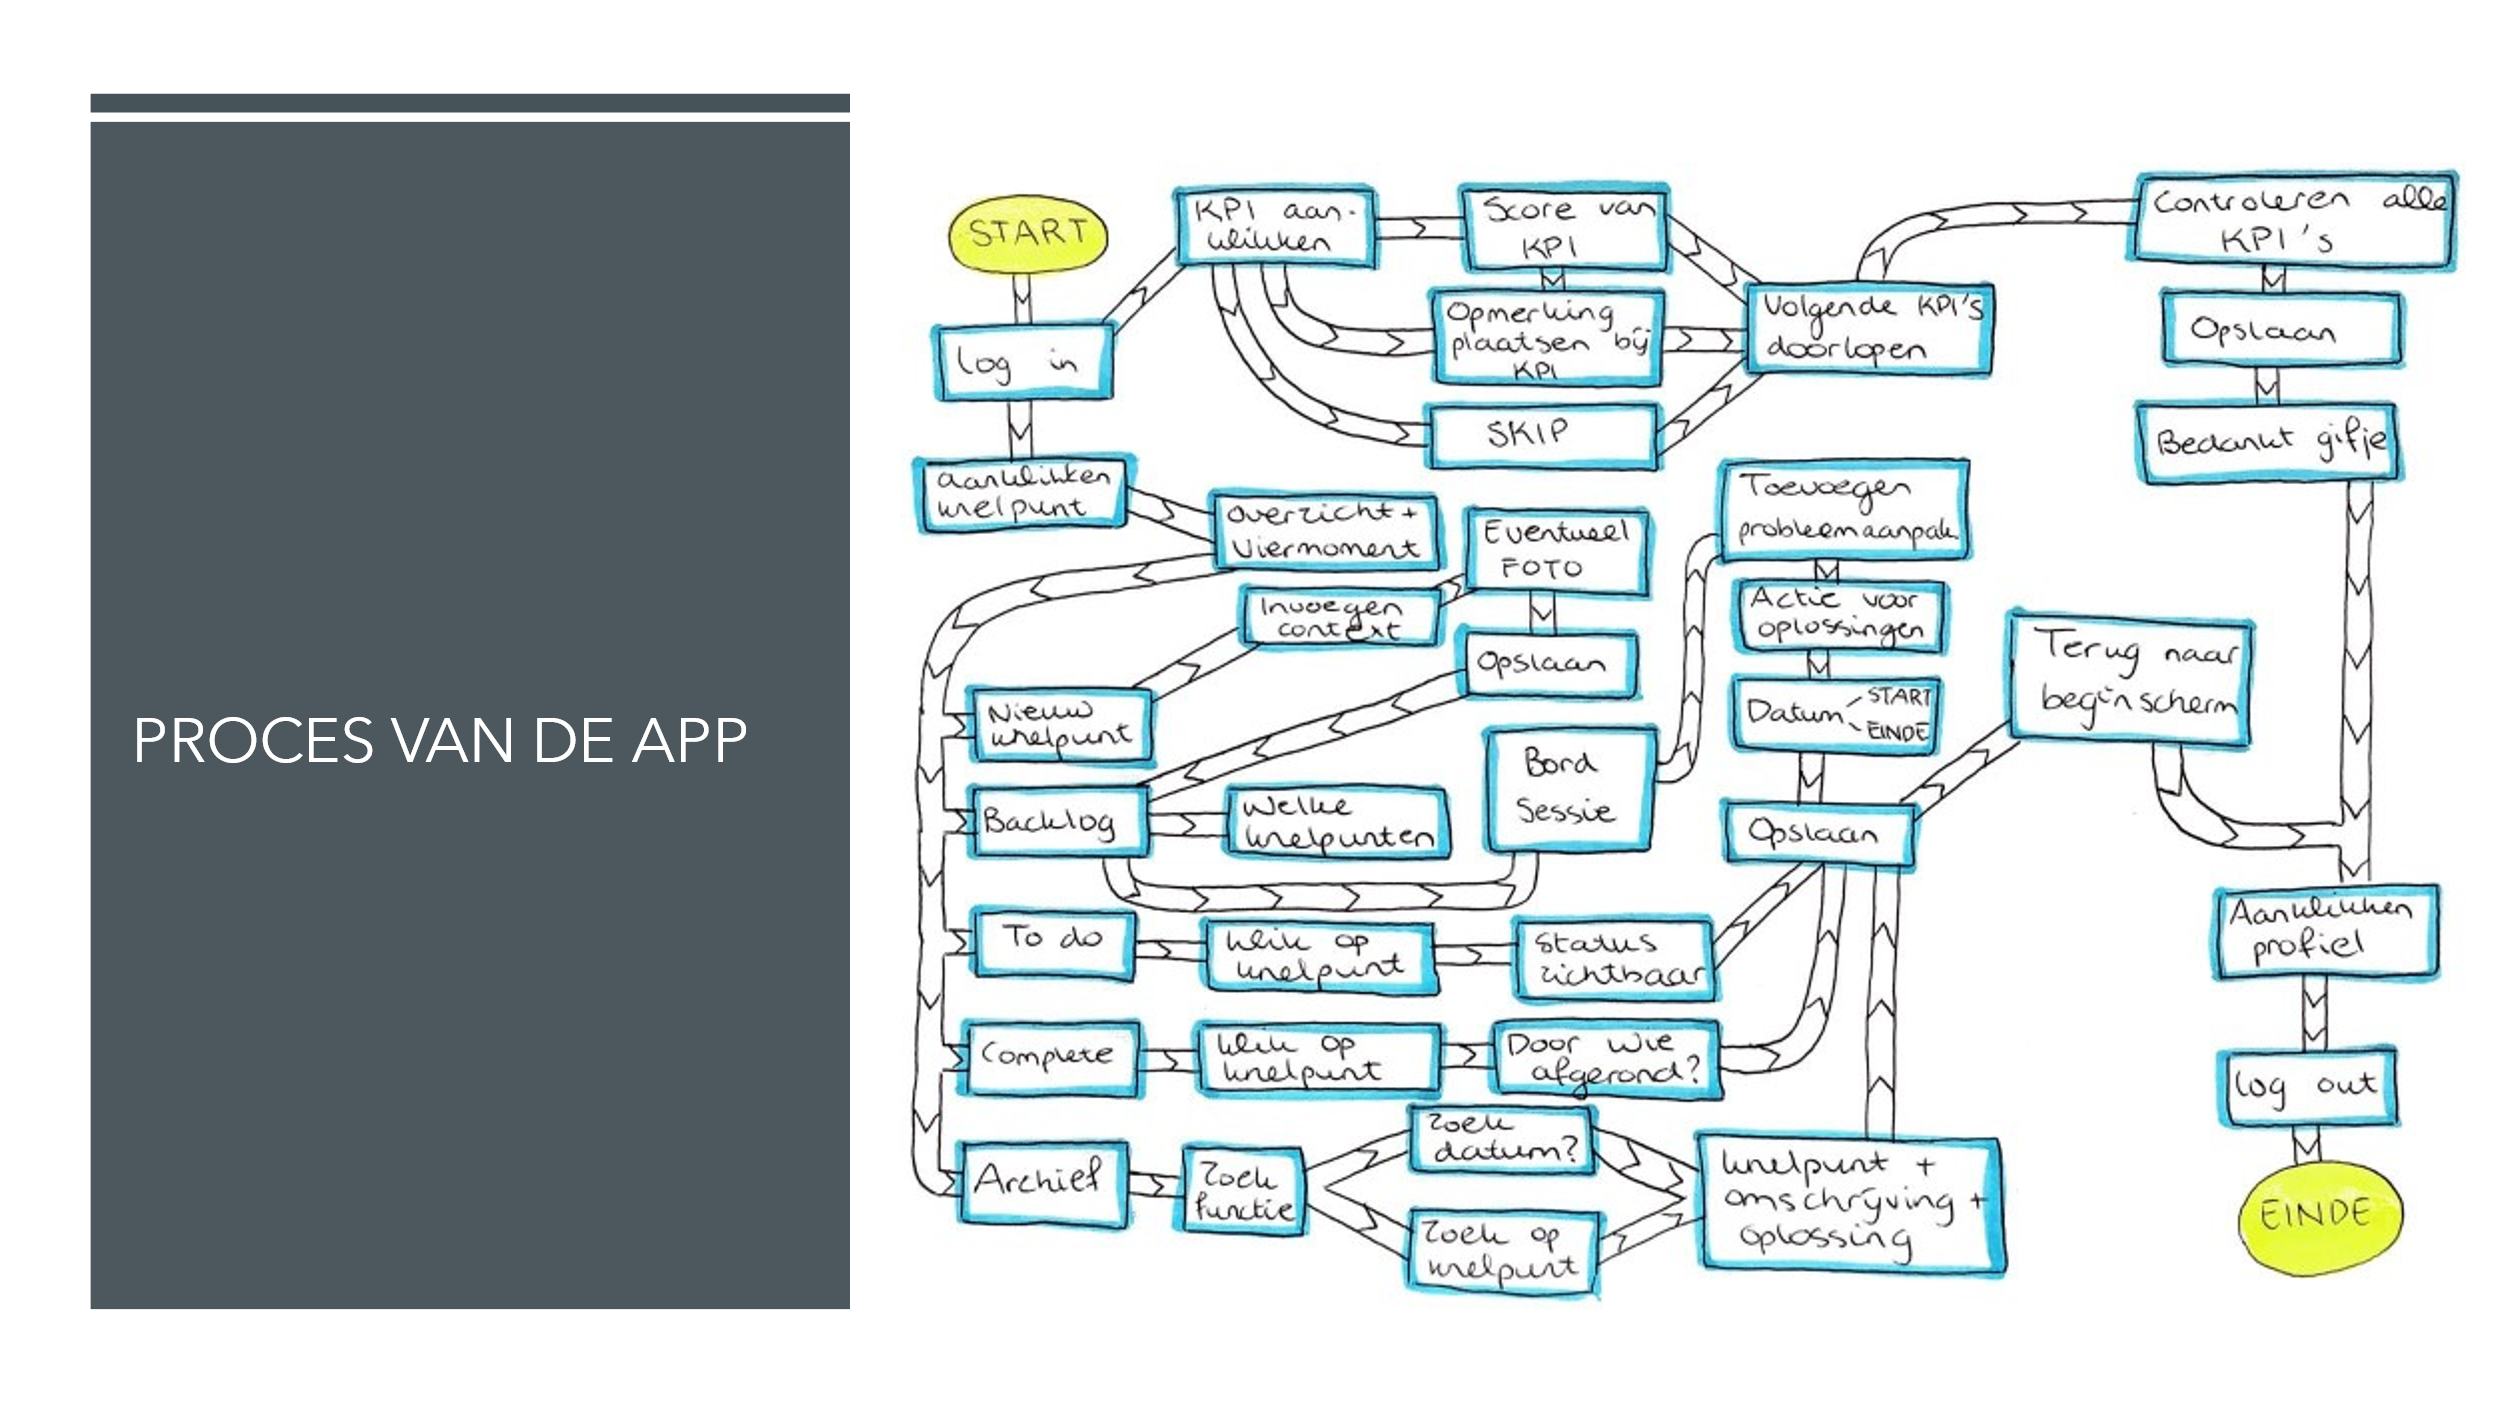 PROCES VAN DE APP
START
log in
aanklikken
knelpunt
KPI aan-
klikken
Score van
KPI
Opmerking
plaatsen bij
KPI
SKIP
Volgende KPI's
doorlopen
Controleren alle
KPI's
Opslaan
Bedankt gifje
overzicht +
Viermoment
Nieuw
knelpunt
Invoegen
context
Eventueel
FOTO
Opslaan
Backlog
Welke
knelpunten
Bord
Sessie
Toevoegen
probleemaanpak
Actie voor
oplossingen
Datum
START
EINDE
Opslaan
Terug naar
beginscherm
To do
klik op
knelpunt
Status
zichtbaar
Complete
klik op
knelpunt
Door wie
afgerond?
Archief
Zoek
functie
Zoek
datum?
Zoek op
knelpunt
knelpunt +
omschrijving +
oplossing
Aanklikken
profiel
log out
EINDE